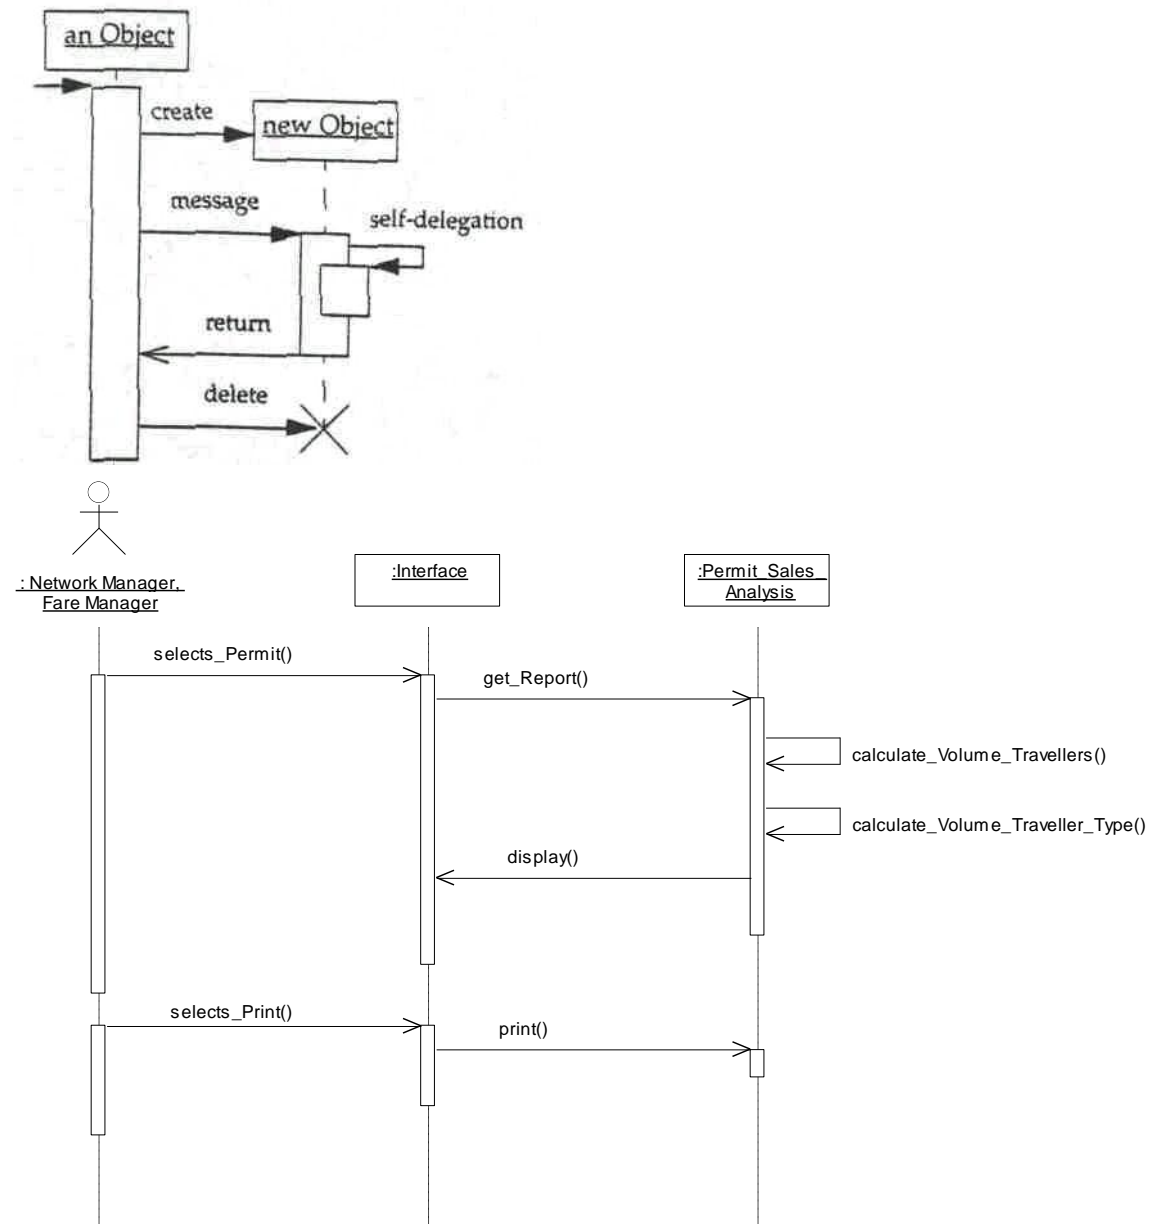 an Object
create
new Object
message
self-delegation
return
delete
: Network Manager,
Fare Manager
:Interface
:Permit_Sales_
Analysis
selects_Permit()
get_Report()
calculate_Volume_Travellers()
calculate_Volume_Traveller_Type()
display()
selects_Print()
print()